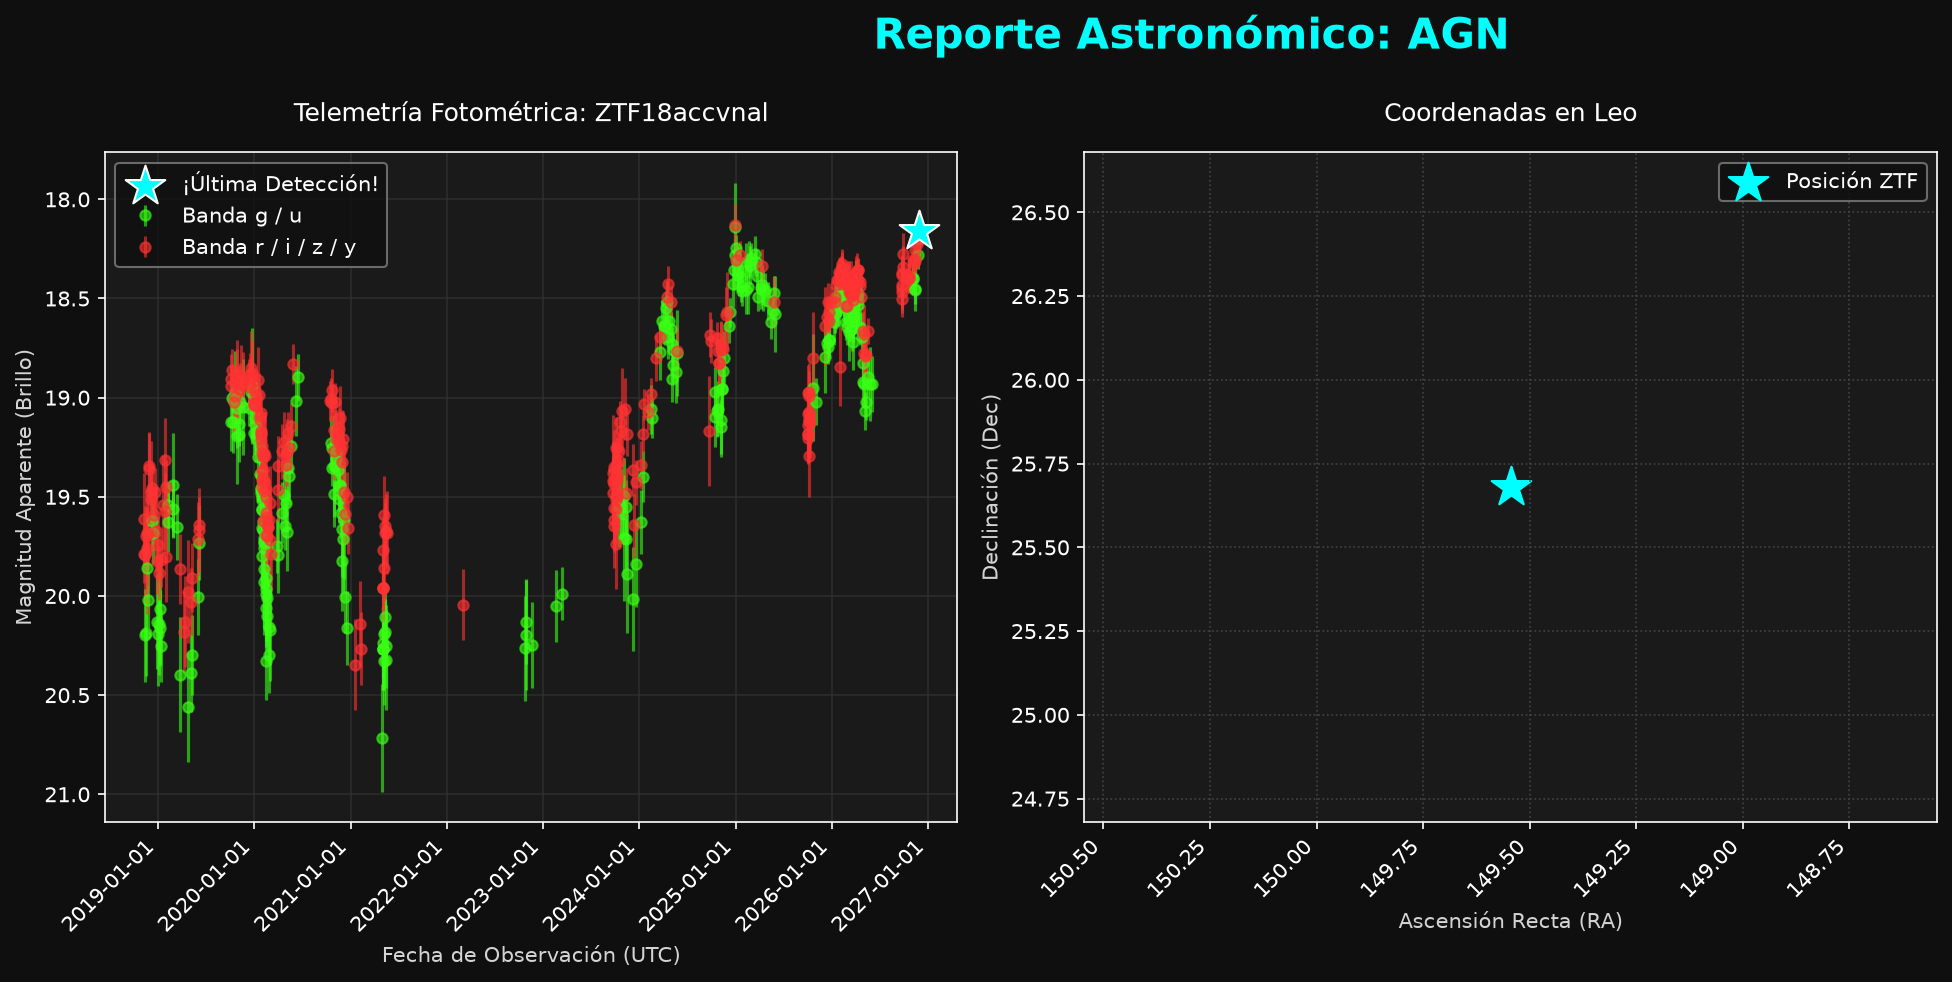 Reporte Astronómico: AGN
Telemetría Fotométrica: ZTF18accvnal
¡Última Detección!
Banda g / u
Banda r / i / z / y
Magnitud Aparente (Brillo)
18.0
18.5
19.0
19.5
20.0
20.5
21.0
2019-01-01
2020-01-01
2021-01-01
2022-01-01
2023-01-01
2024-01-01
2025-01-01
2026-01-01
2027-01-01
Fecha de Observación (UTC)
Coordenadas en Leo
Posición ZTF
Declinación (Dec)
26.50
26.25
26.00
25.75
25.50
25.25
25.00
24.75
150.50
150.25
150.00
149.75
149.50
149.25
149.00
148.75
Ascensión Recta (RA)